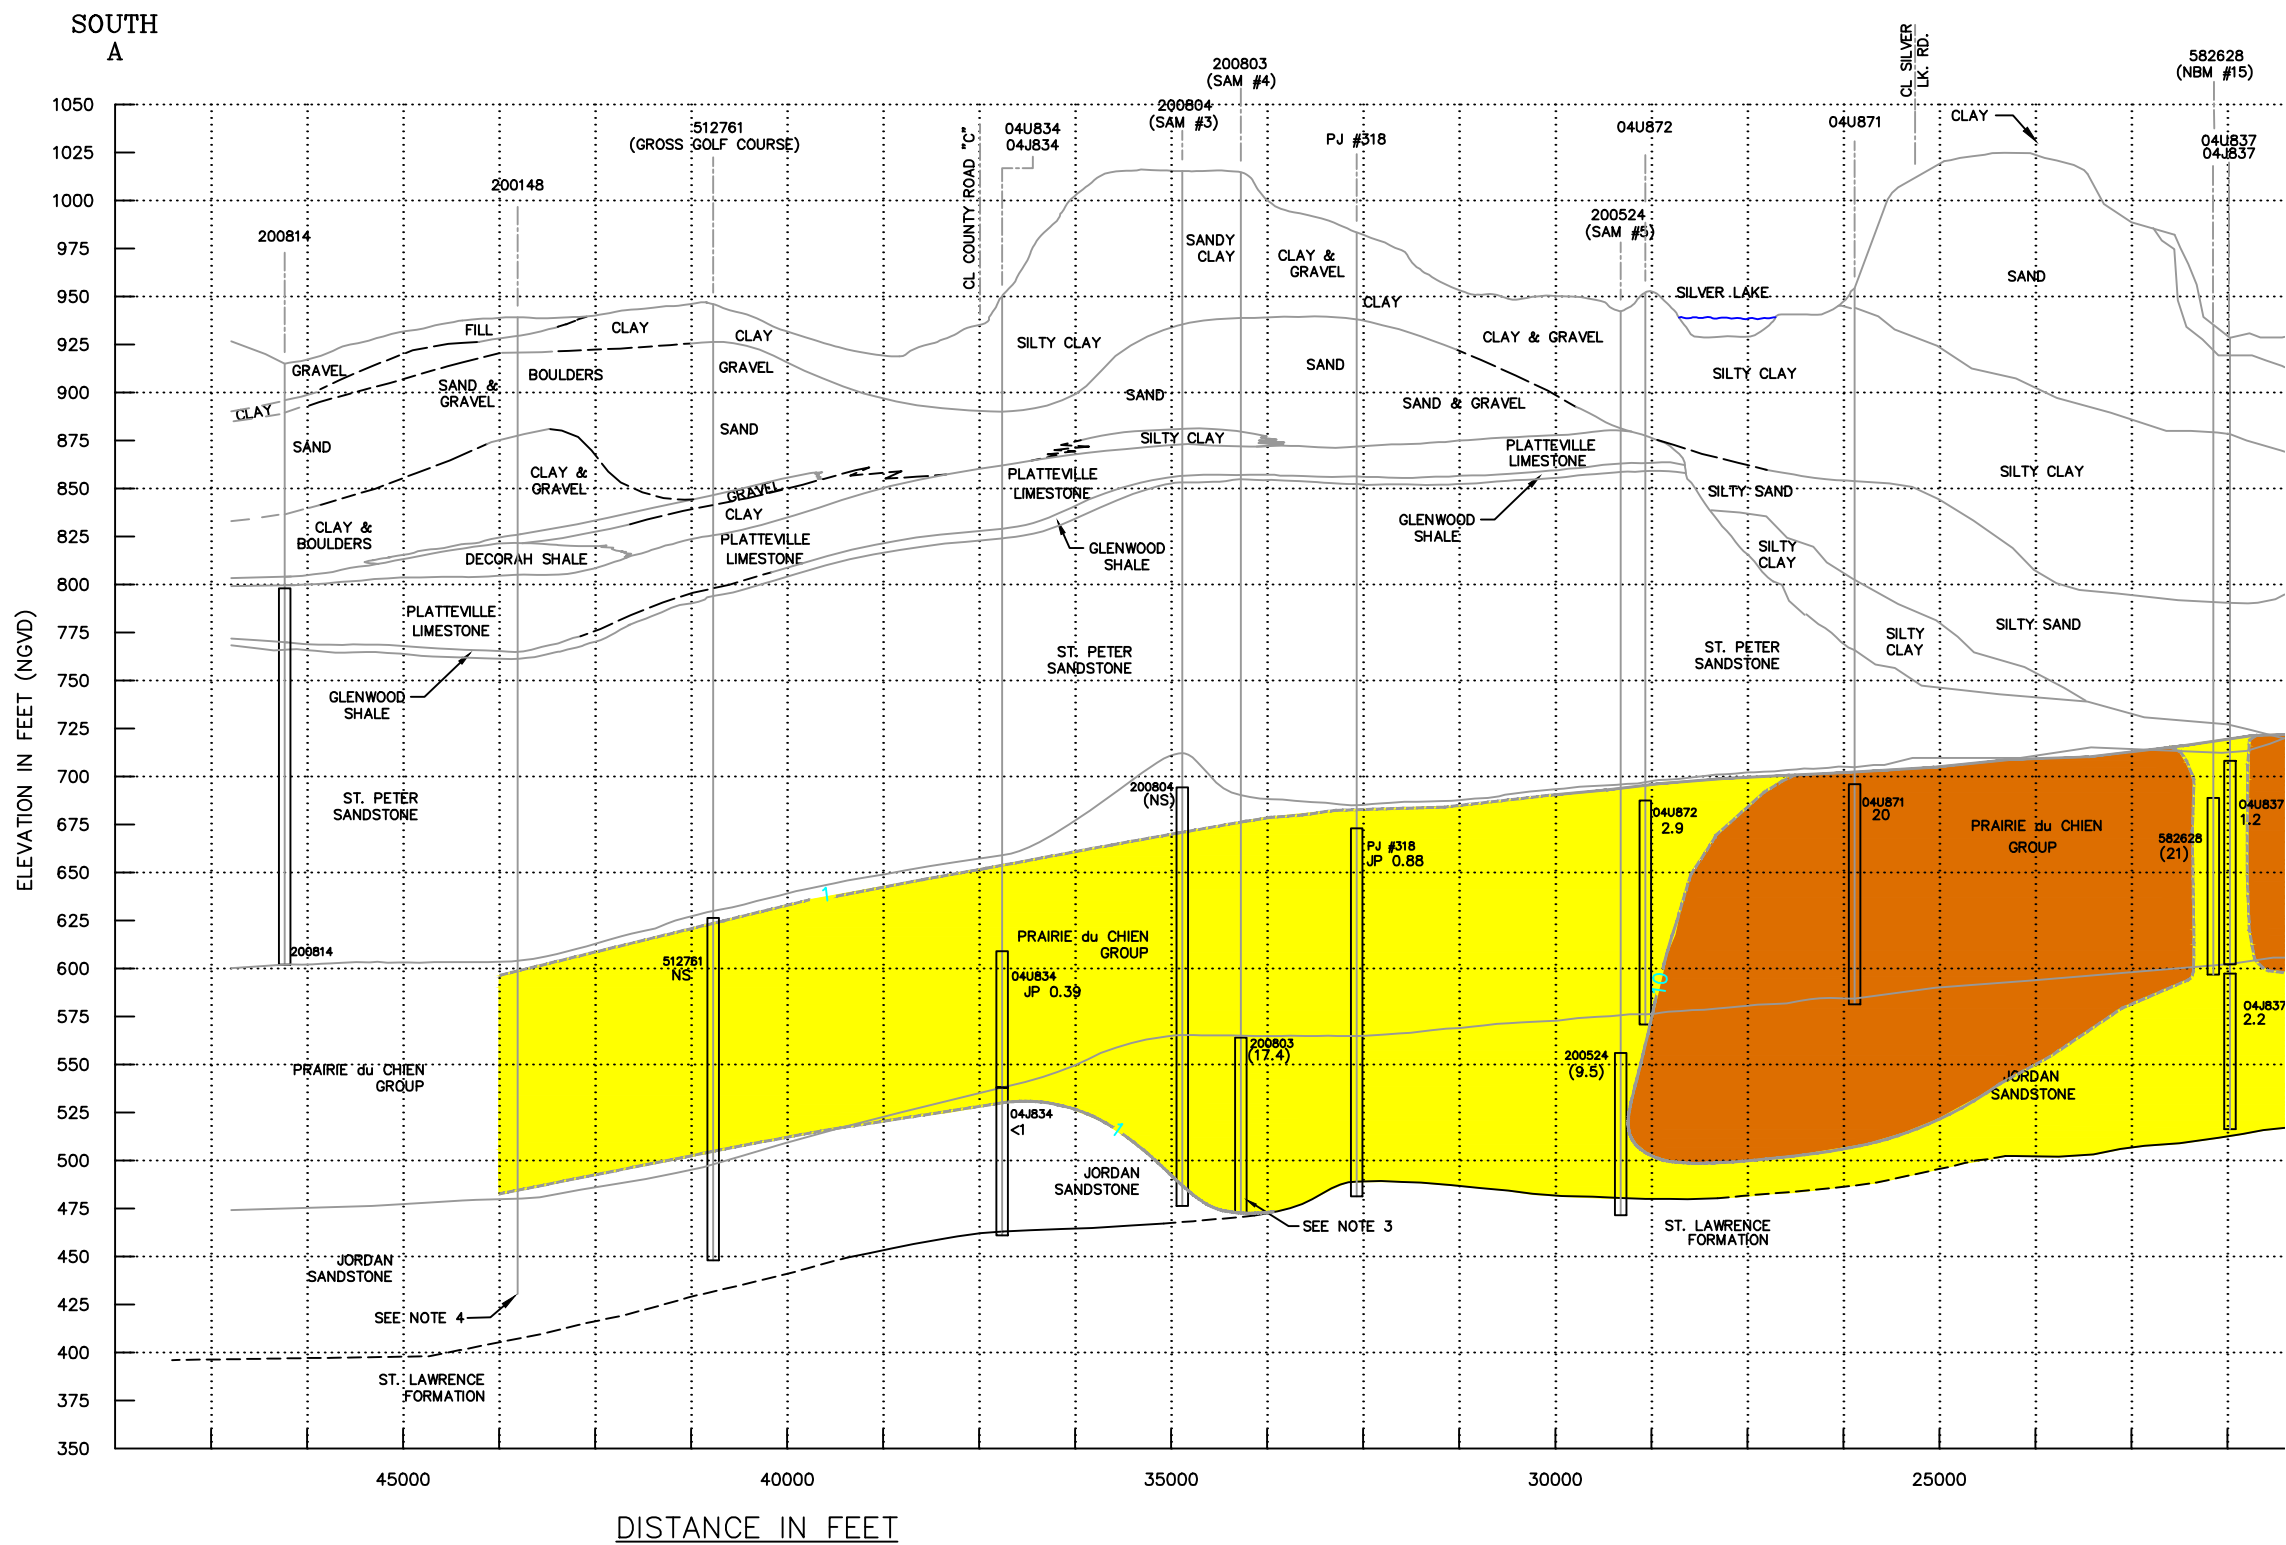 SOUTH
A
200803
(SAM #4)
CL SILVER
LK. RD.
582628
(NBM #15)
200804
(SAM #3)
512761
(GROSS GOLF COURSE)
CL COUNTY ROAD "C"
04U834
04J834
PJ #318
04U872
04U871
CLAY
04U837
04J837
200148
200814
200524
(SAM #5)
1050
1025
1000
975
950
925
900
875
850
825
800
775
750
725
700
675
650
625
600
575
550
525
500
475
450
425
400
375
350
ELEVATION IN FEET (NGVD)
SANDY
CLAY
CLAY &
GRAVEL
SAND
SILVER LAKE
CLAY
FILL
CLAY
CLAY
SILTY CLAY
CLAY & GRAVEL
GRAVEL
BOULDERS
GRAVEL
SAND
SILTY CLAY
SAND &
GRAVEL
SAND
SAND & GRAVEL
CLAY
SAND
SAND
SILTY CLAY
PLATTEVILLE
LIMESTONE
CLAY &
GRAVEL
GRAVEL
PLATTEVILLE
LIMESTONE
SILTY CLAY
SILTY SAND
CLAY
GLENWOOD
SHALE
CLAY &
BOULDERS
DECORAH SHALE
PLATTEVILLE
LIMESTONE
GLENWOOD
SHALE
SILTY
CLAY
PLATTEVILLE
LIMESTONE
SILTY SAND
SILTY
CLAY
ST. PETER
SANDSTONE
ST. PETER
SANDSTONE
GLENWOOD
SHALE
ST. PETER
SANDSTONE
200804
(NS)
04U872
2.9
04U871
20
04U837
1.2
PRAIRIE du CHIEN
GROUP
582628
(21)
PJ #318
JP 0.88
1
PRAIRIE du CHIEN
GROUP
200814
512761
NS
04U834
JP 0.39
10
04J837
2.2
200803
(17.4)
200524
(9.5)
PRAIRIE du CHIEN
GROUP
JORDAN
SANDSTONE
04J834
<1
1
JORDAN
SANDSTONE
SEE NOTE 3
ST. LAWRENCE
FORMATION
JORDAN
SANDSTONE
SEE NOTE 4
ST. LAWRENCE
FORMATION
45000
40000
35000
30000
25000
DISTANCE IN FEET